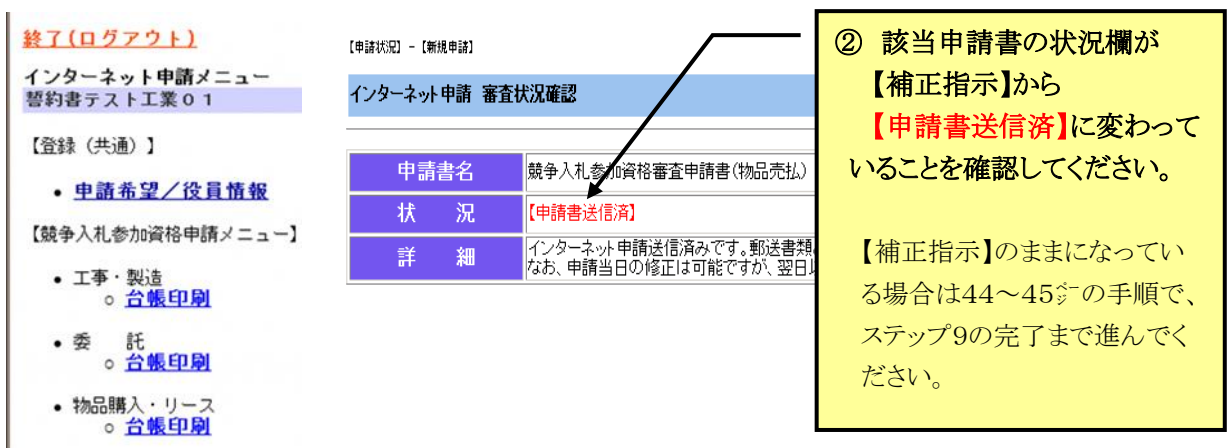 終了(ログアウト)
インターネット申請メニュー
誓約書テスト工業０１
【登録（共通）】
• 申請希望／役員情報
【競争入札参加資格申請メニュー】
• 工事・製造
○ 台帳印刷
• 委　託
○ 台帳印刷
• 物品購入・リース
○ 台帳印刷
【申請状況】－【新規申請】
インターネット申請 審査状況確認
申請書名 競争入札参加資格審査申請書(物品売払)
状　況 【申請書送信済】
詳　細 インターネット申請送信済みです。郵送書類
なお、申請当日の修正は可能ですが、翌日
② 該当申請書の状況欄が
【補正指示】から
【申請書送信済】に変わって
いることを確認してください。
【補正指示】のままになってい
る場合は44～45㌻の手順で、
ステップ9の完了まで進んでく
ださい。